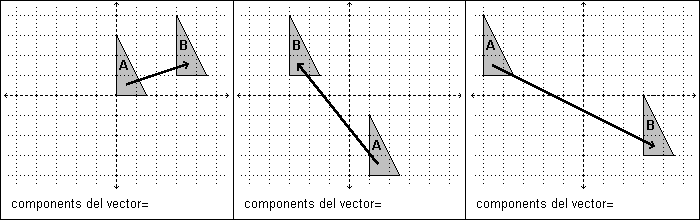 A B
B A
A B
components del vector=
components del vector=
components del vector=